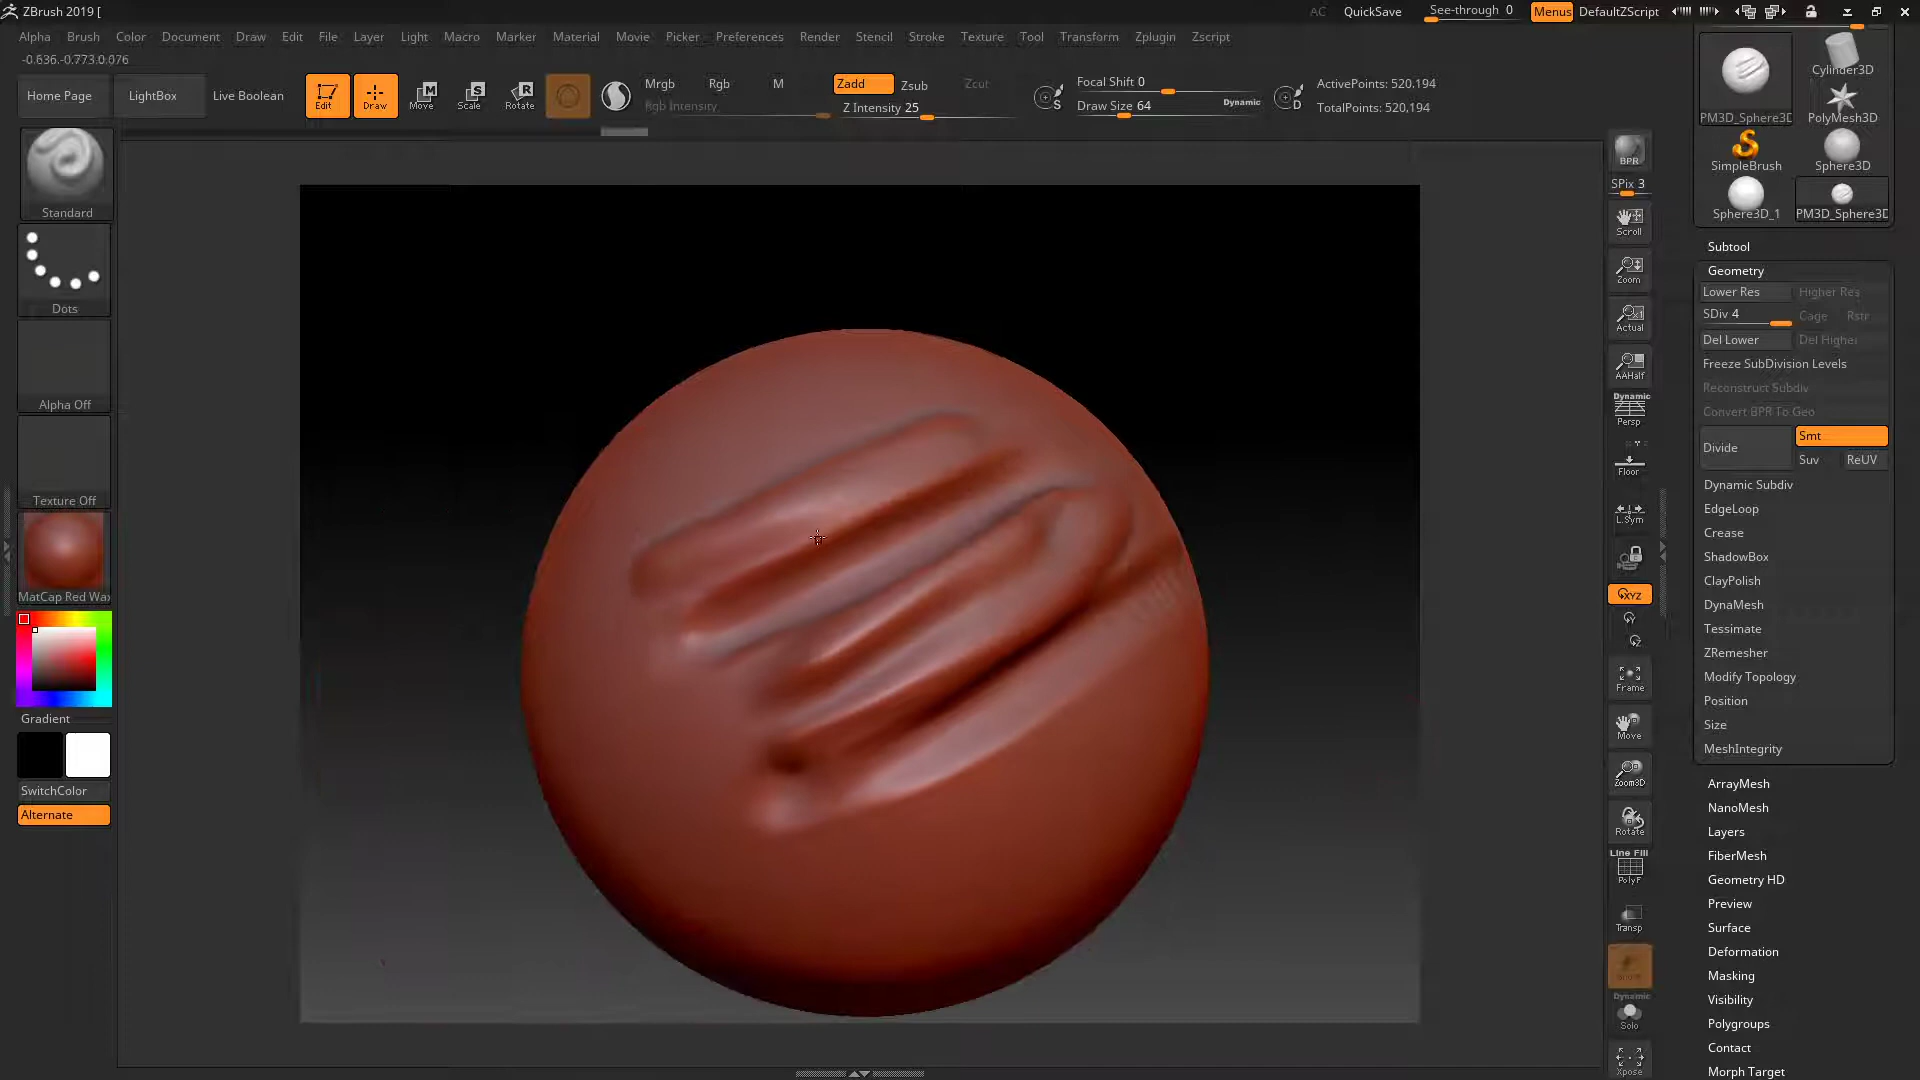 ZBrush 2019 [
AC QuickSave See-through 0 Menus DefaultZScript
Alpha Brush Color Document Draw Edit File Layer Light Macro Marker Material Movie Picker Preferences Render Stencil Stroke Texture Tool Transform Zplugin Zscript
-0.636,-0.773,0.076
Home Page LightBox Live Boolean
Edit Draw Move Scale Rotate
Mrgb Rgb M
Rgb Intensity
Zadd Zsub Zcut
Z Intensity 25
S
Focal Shift 0
Draw Size 64 Dynamic
D
ActivePoints: 520,194
TotalPoints: 520,194
Standard
Dots
Alpha Off
Texture Off
MatCap Red Wax
Gradient
SwitchColor
Alternate
BPR
SPix 3
Scroll
Zoom
Actual
AAHalf
Dynamic
Persp
Floor
L.Sym
XYZ
Frame
Move
Zoom3D
Rotate
Line Fill
PolyF
Transp
Dynamic
Solo
Xpose
PM3D_Sphere3D
Cylinder3D
PolyMesh3D
SimpleBrush Sphere3D
Sphere3D_1 PM3D_Sphere3D
Subtool
Geometry
Lower Res Higher Res
SDiv 4 Cage Rstr
Del Lower Del Higher
Freeze SubDivision Levels
Reconstruct Subdiv
Convert BPR To Geo
Divide Smt
Suv ReUV
Dynamic Subdiv
EdgeLoop
Crease
ShadowBox
ClayPolish
DynaMesh
Tessimate
ZRemesher
Modify Topology
Position
Size
MeshIntegrity
ArrayMesh
NanoMesh
Layers
FiberMesh
Geometry HD
Preview
Surface
Deformation
Masking
Visibility
Polygroups
Contact
Morph Target